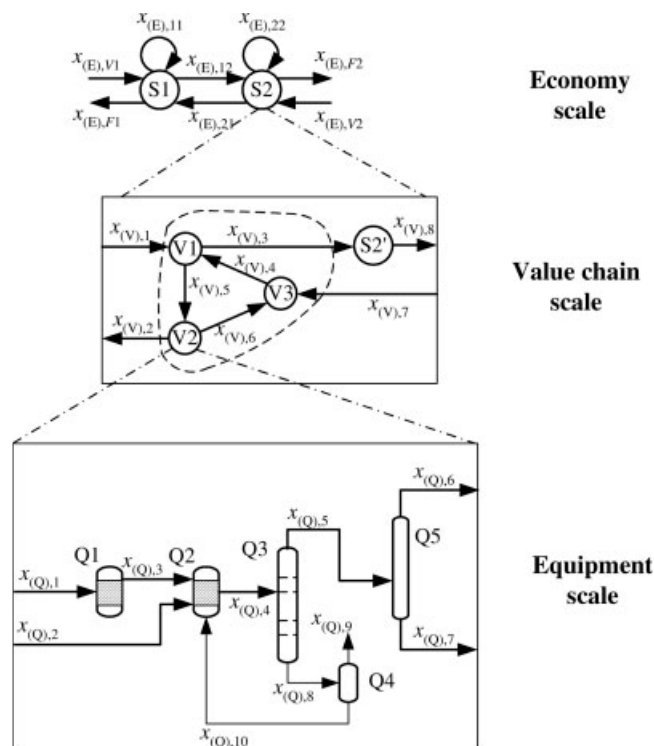 x(E),11 x(E),22
x(E),V1 x(E),12 x(E),F2
S1 S2
x(E),F1 x(E),21 x(E),V2
Economy
scale
x(V),1 x(V),3 x(V),8
V1 S2'
x(V),4
x(V),5 V3
x(V),2 x(V),7
V2 x(V),6
Value chain
scale
x(Q),6
x(Q),5
Q1 x(Q),3 Q2 Q3 Q5
x(Q),1
x(Q),4
x(Q),2 x(Q),9
x(Q),7
x(Q),8 Q4
x(Q),10
Equipment
scale